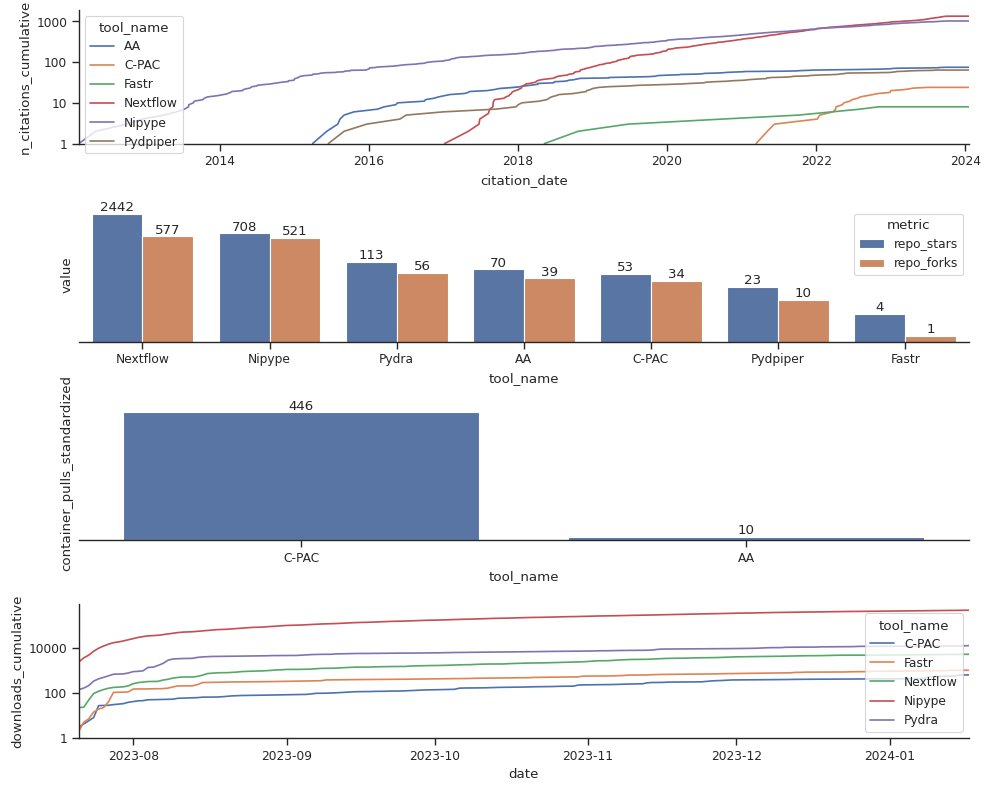 n_citations_cumulative
1000
100
10
1
tool_name
AA
C-PAC
Fastr
Nextflow
Nipype
Pydpiper
2014 2016 2018 2020 2022 2024
citation_date
value
2442 577 708 521 113 56 70 39 53 34 23 10 4 1
metric
repo_stars
repo_forks
Nextflow Nipype Pydra AA C-PAC Pydpiper Fastr
tool_name
container_pulls_standardized
446 10
C-PAC AA
tool_name
downloads_cumulative
10000
100
1
tool_name
C-PAC
Fastr
Nextflow
Nipype
Pydra
2023-08 2023-09 2023-10 2023-11 2023-12 2024-01
date